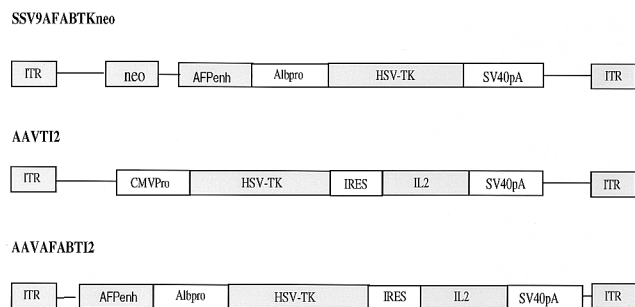 SSV9AFABTKneo
ITR neo AFPenh Albpro HSV-TK SV40pA ITR
AAVTI2
ITR CMVPro HSV-TK IRES IL2 SV40pA ITR
AAVAFABTI2
ITR AFPenh Albpro HSV-TK IRES IL2 SV40pA ITR